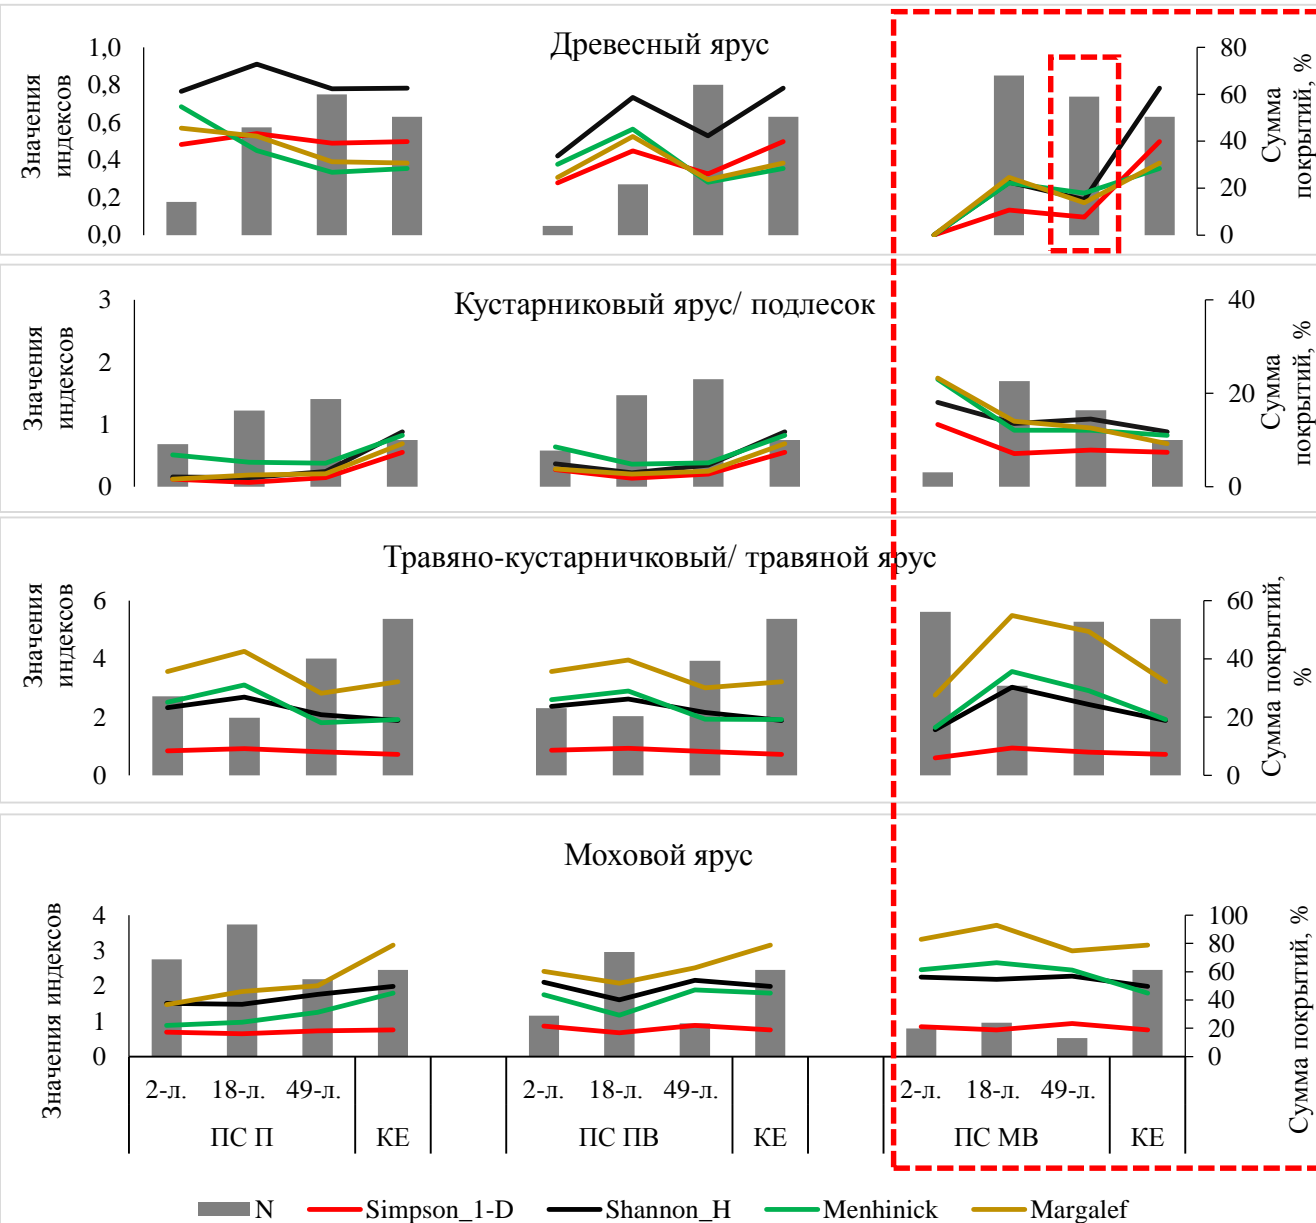 Древесный ярус
Значения
индексов
1,0
0,8
0,6
0,4
0,2
0,0
80
60
40
20
0
Сумма
покрытий, %
Кустарниковый ярус/ подлесок
Значения
индексов
3
2
1
0
40
20
0
Сумма
покрытий, %
Травяно-кустарничковый/ травяной ярус
Значения
индексов
6
4
2
0
60
40
20
0
Сумма покрытий,
%
Моховой ярус
Значения индексов
4
3
2
1
0
100
80
60
40
20
0
Сумма покрытий, %
2-л. 18-л. 49-л. 2-л. 18-л. 49-л. 2-л. 18-л. 49-л.
ПС П КЕ ПС ПВ КЕ ПС МВ КЕ
N Simpson_1-D Shannon_H Menhinick Margalef